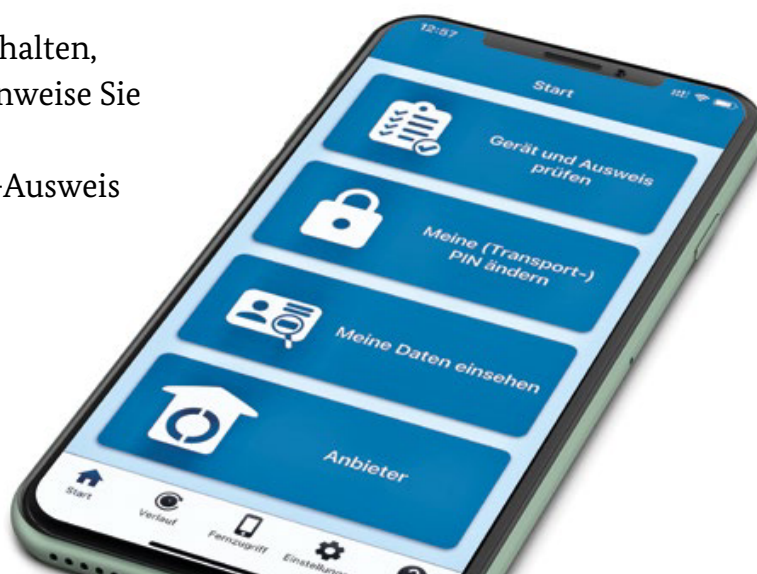 halten,
nweise Sie
-Ausweis
12:57
Start
Gerät und Ausweis
prüfen
Meine (Transport-)
PIN ändern
Meine Daten einsehen
Anbieter
Start
Verlauf
Fernzugriff